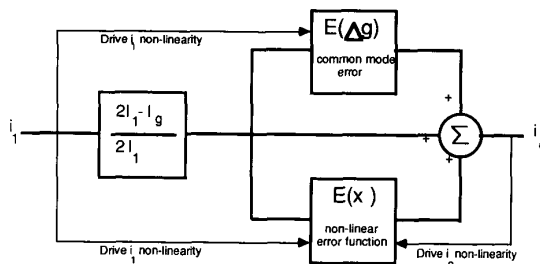 E(Δg)
common mode
error
Drive i₁ non-linearity
2I₁-I_g
2I₁
i₁
+
+
+
Σ
E(x)
non-linear
error function
Drive i₁ non-linearity
Drive i non-linearity